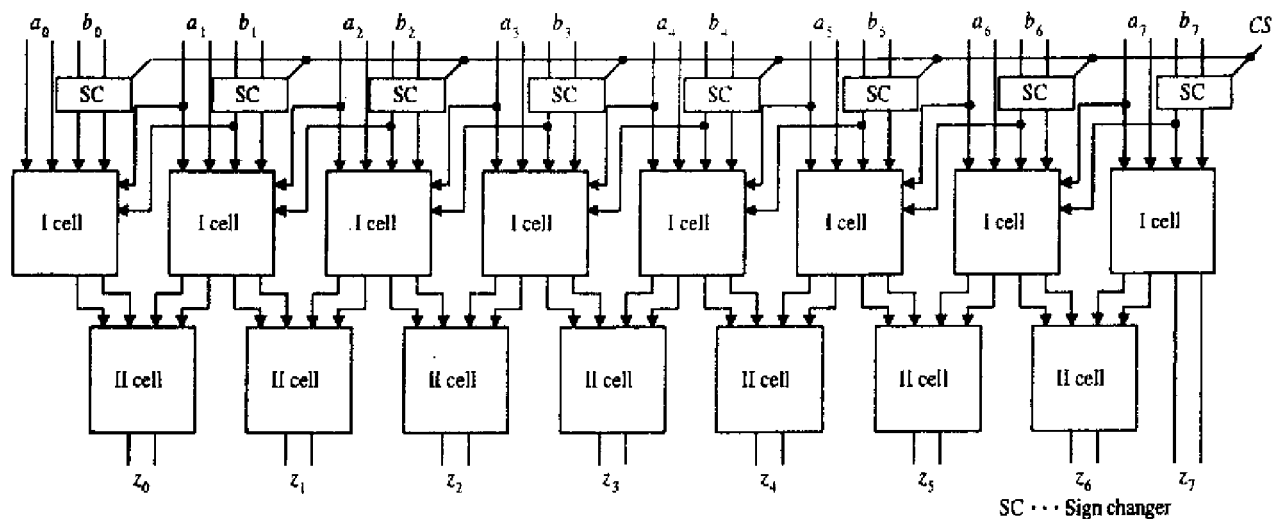 a₀ b₀ a₁ b₁ a₂ b₂ a₃ b₃ a₄ b₄ a₅ b₅ a₆ b₆ a₇ b₇ CS
SC SC SC SC SC SC SC SC
I cell I cell I cell I cell I cell I cell I cell I cell
II cell II cell II cell II cell II cell II cell II cell
z₀ z₁ z₂ z₃ z₄ z₅ z₆ z₇
SC ··· Sign changer